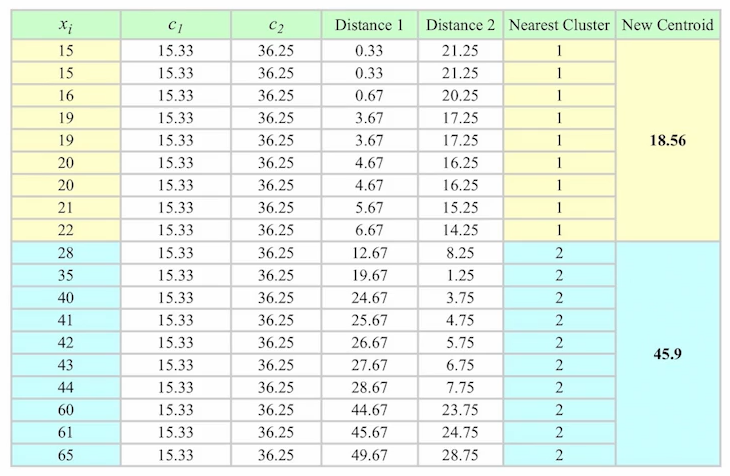 xi c1 c2 Distance 1 Distance 2 Nearest Cluster New Centroid
15 15.33 36.25 0.33 21.25 1
15 15.33 36.25 0.33 21.25 1
16 15.33 36.25 0.67 20.25 1
19 15.33 36.25 3.67 17.25 1
19 15.33 36.25 3.67 17.25 1 18.56
20 15.33 36.25 4.67 16.25 1
20 15.33 36.25 4.67 16.25 1
21 15.33 36.25 5.67 15.25 1
22 15.33 36.25 6.67 14.25 1
28 15.33 36.25 12.67 8.25 2
35 15.33 36.25 19.67 1.25 2
40 15.33 36.25 24.67 3.75 2
41 15.33 36.25 25.67 4.75 2
42 15.33 36.25 26.67 5.75 2 45.9
43 15.33 36.25 27.67 6.75 2
44 15.33 36.25 28.67 7.75 2
60 15.33 36.25 44.67 23.75 2
61 15.33 36.25 45.67 24.75 2
65 15.33 36.25 49.67 28.75 2